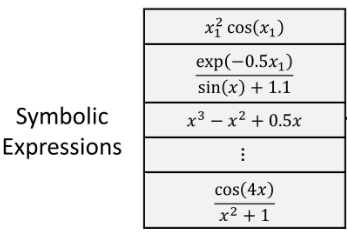 Symbolic
Expressions
x₁² cos(x₁)
exp(−0.5x₁)
sin(x) + 1.1
x³ − x² + 0.5x
⋮
cos(4x)
x² + 1